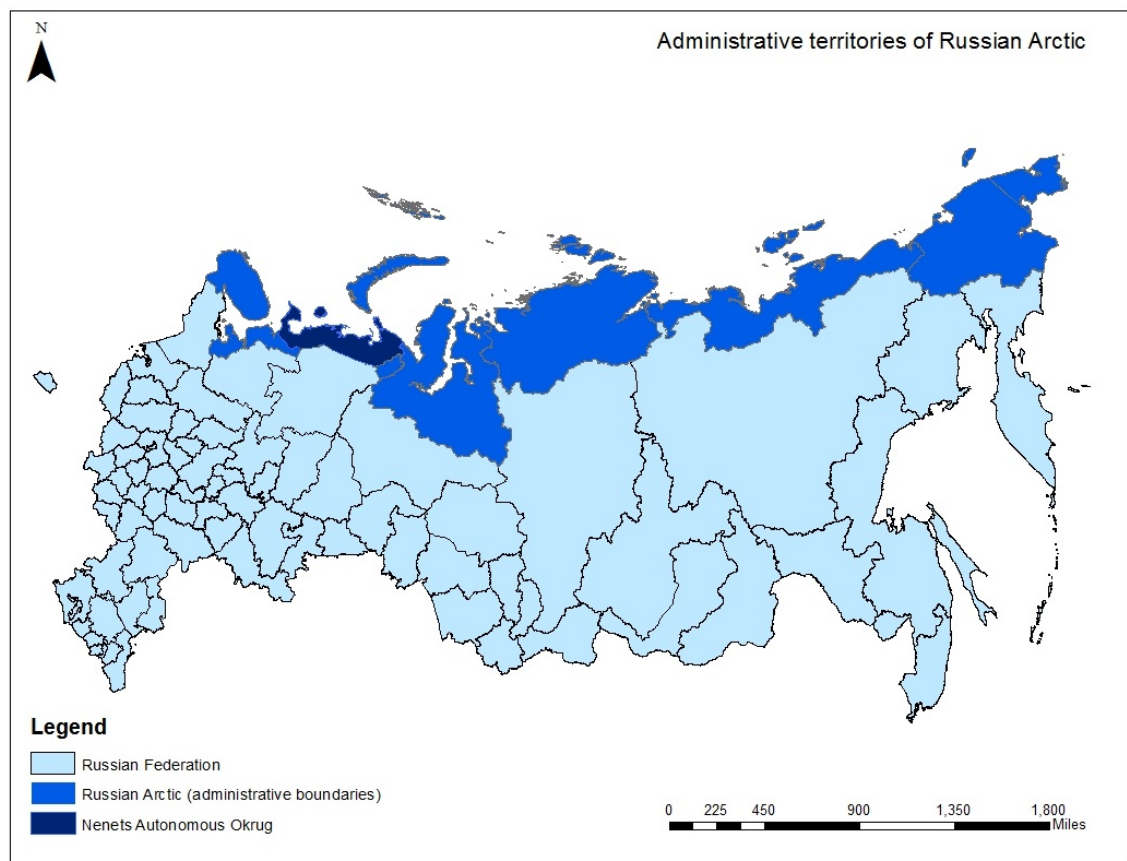 N
Administrative territories of Russian Arctic
Legend
Russian Federation
Russian Arctic (administrative boundaries)
Nenets Autonomous Okrug
0 225 450 900 1,350 1,800
Miles